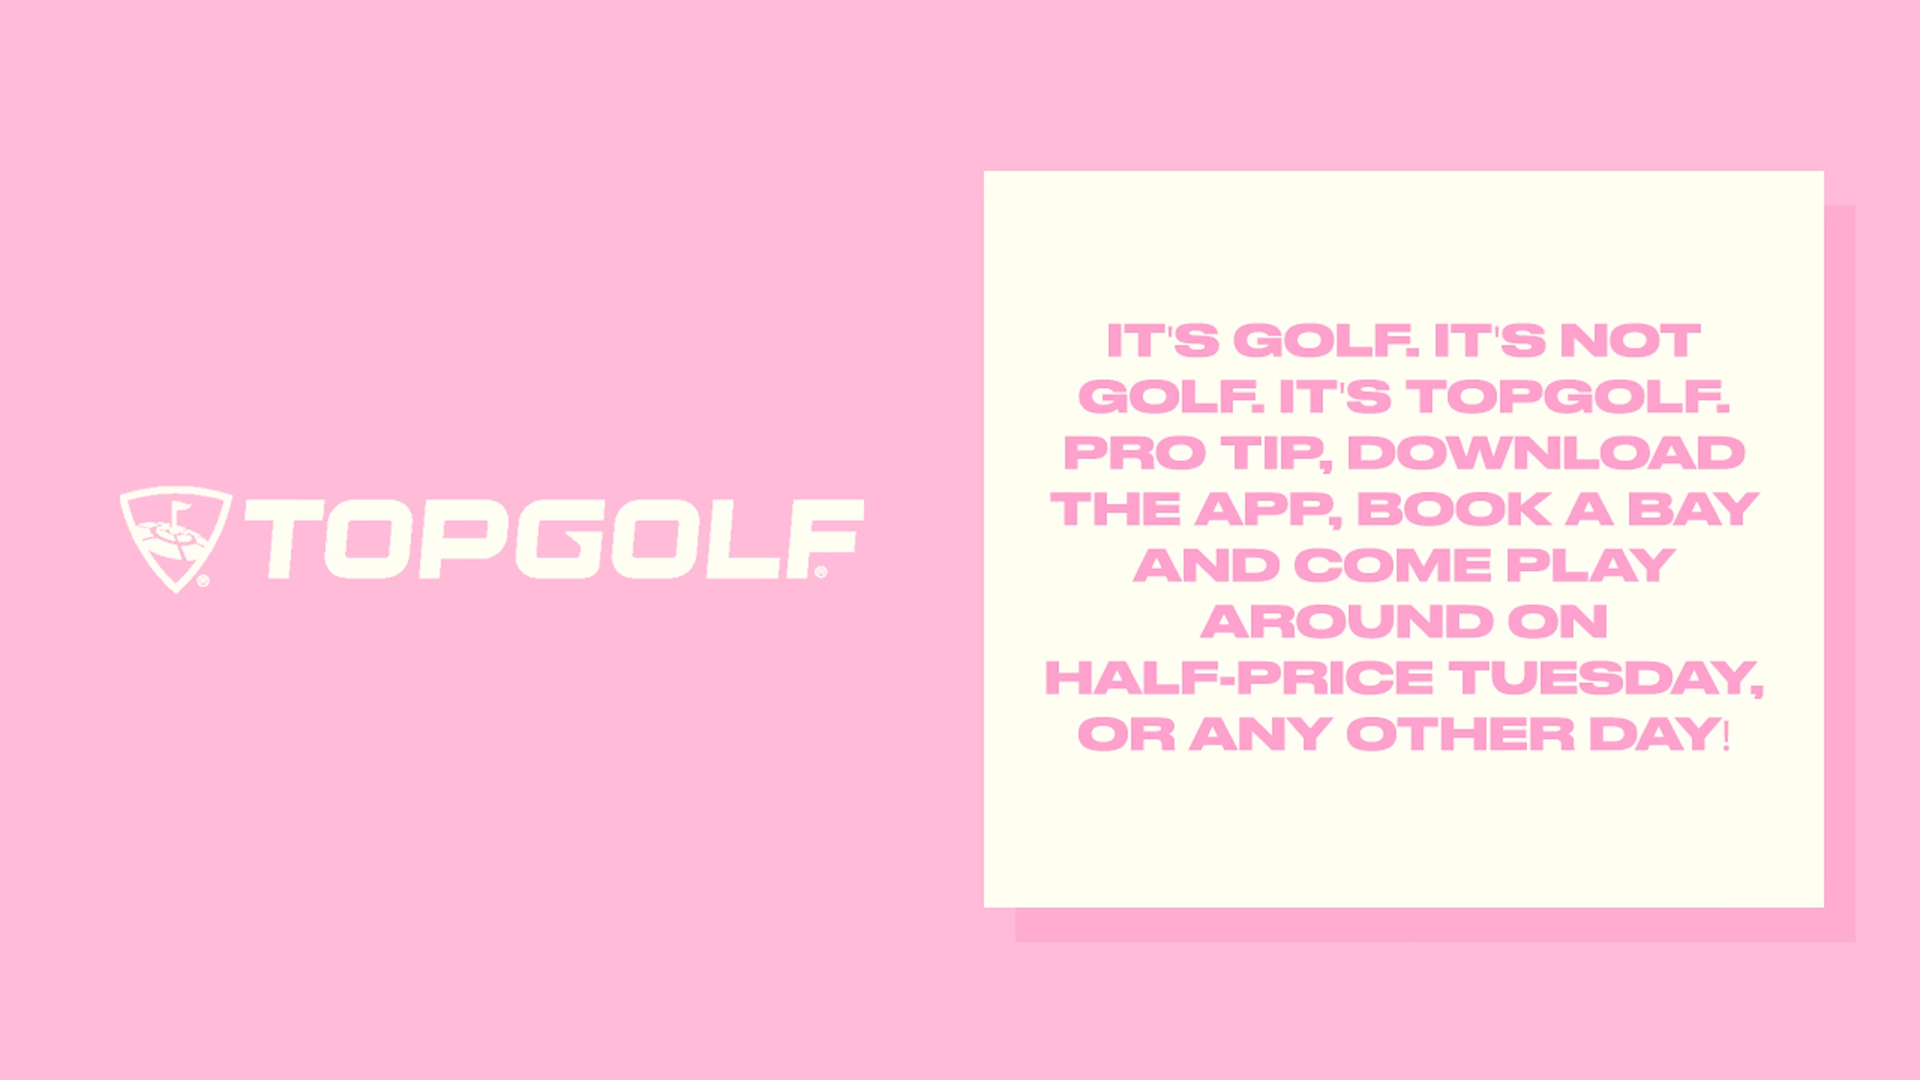 TOPGOLF
IT'S GOLF. IT'S NOT
GOLF. IT'S TOPGOLF.
PRO TIP, DOWNLOAD
THE APP, BOOK A BAY
AND COME PLAY
AROUND ON
HALF-PRICE TUESDAY,
OR ANY OTHER DAY!